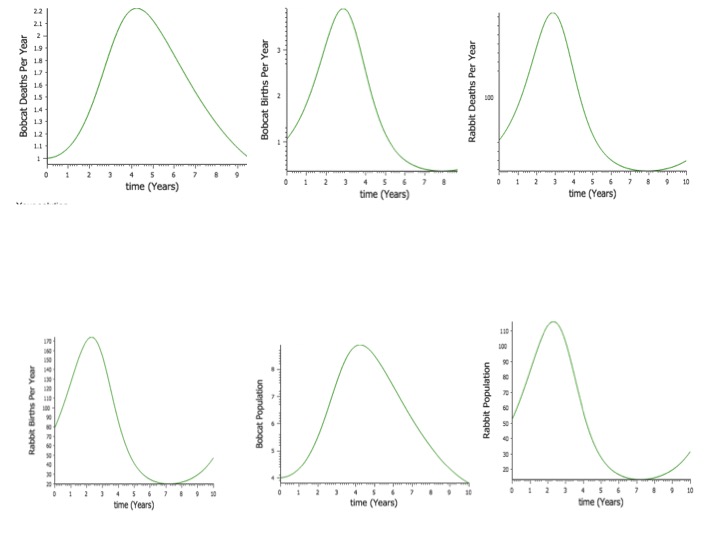 Bobcat Deaths Per Year
2.2
2.1
2
1.9
1.8
1.7
1.6
1.5
1.4
1.3
1.2
1.1
1
0 1 2 3 4 5 6 7 8 9
time (Years)
Bobcat Births Per Year
3
2
1
0 1 2 3 4 5 6 7 8
time (Years)
Rabbit Deaths Per Year
100
0 1 2 3 4 5 6 7 8 9 10
time (Years)
Rabbit Births Per Year
170
160
150
140
130
120
110
100
90
80
70
60
50
40
30
20
0 1 2 3 4 5 6 7 8 9 10
time (Years)
Bobcat Population
8
7
6
5
4
0 1 2 3 4 5 6 7 8 9 10
time (Years)
Rabbit Population
110
100
90
80
70
60
50
40
30
20
0 1 2 3 4 5 6 7 8 9 10
time (Years)